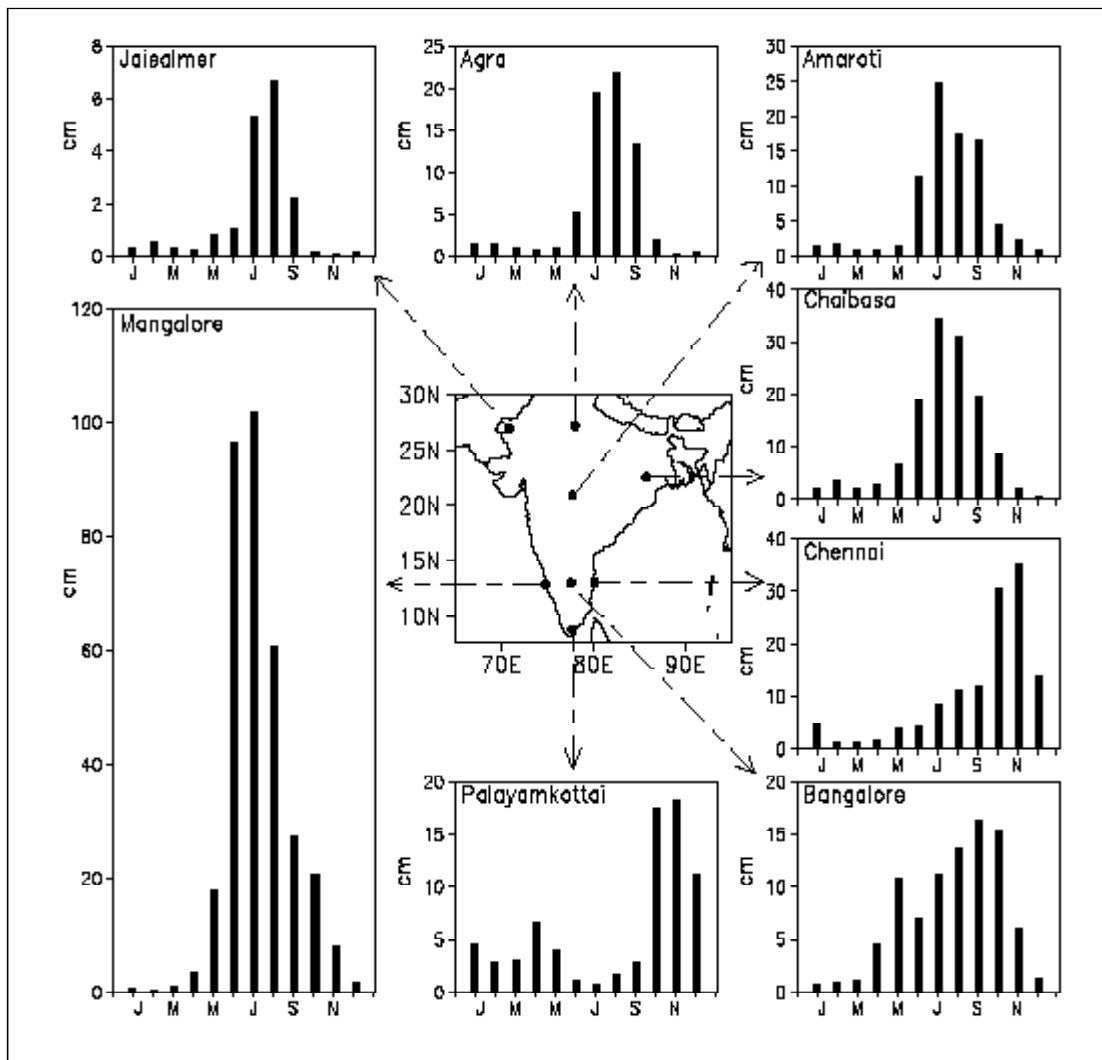 Jaisalmer
8
6
4
2
0
cm
J M M J S N
Agra
25
20
15
10
5
0
cm
J M M J S N
Amaroti
30
25
20
15
10
5
0
cm
J M M J S N
Mangalore
120
100
80
60
40
20
0
cm
J M M J S N
30N
25N
20N
15N
10N
70E 80E 90E
Chaibasa
40
30
20
10
0
cm
J M M J S N
Chennai
40
30
20
10
0
cm
J M M J S N
Palayamkottai
20
15
10
5
0
cm
J M M J S N
Bangalore
20
15
10
5
0
cm
J M M J S N